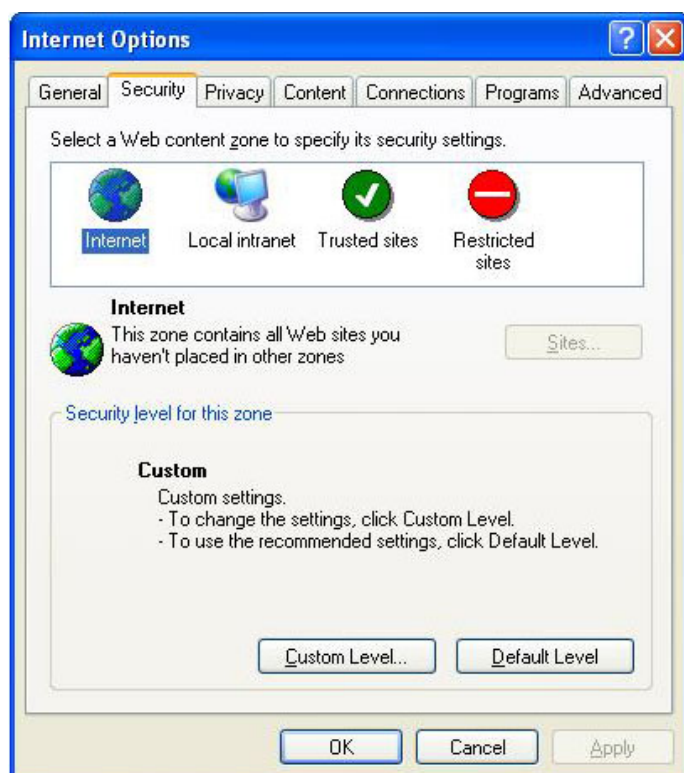 Internet Options
General Security Privacy Content Connections Programs Advanced
Select a Web content zone to specify its security settings.
Internet Local intranet Trusted sites Restricted sites
Internet
This zone contains all Web sites you
haven't placed in other zones
Sites...
Security level for this zone
Custom
Custom settings.
- To change the settings, click Custom Level.
- To use the recommended settings, click Default Level.
Custom Level... Default Level
OK Cancel Apply